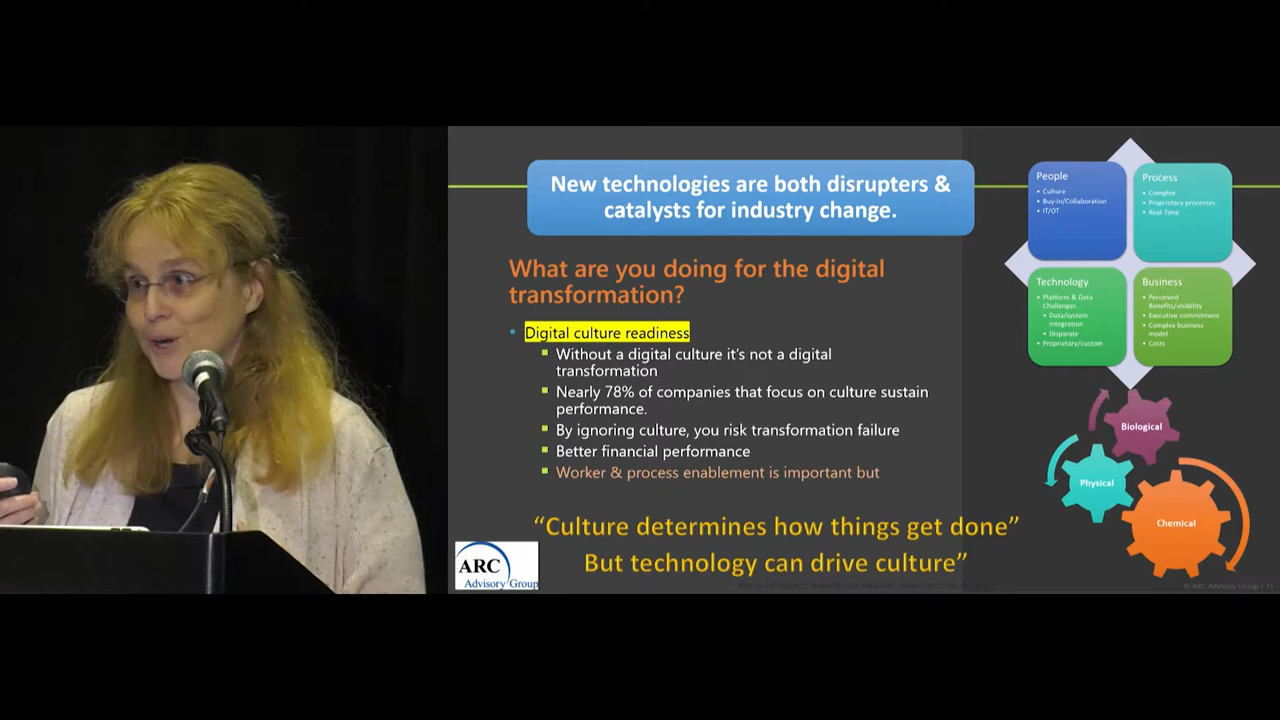 New technologies are both disrupters &
catalysts for industry change.
What are you doing for the digital
transformation?
• Digital culture readiness
Without a digital culture it's not a digital
transformation
Nearly 78% of companies that focus on culture sustain
performance.
By ignoring culture, you risk transformation failure
Better financial performance
Worker & process enablement is important but
“Culture determines how things get done”
But technology can drive culture”
ARC
Advisory Group
People
• Culture
• Buy-in/Collaboration
• IT/OT
Process
• Complex
• Proprietary processes
• Real-Time
Technology
• Platform & Data
Challenges
• Data/system
integration
• Disparate
• Proprietary/custom
Business
• Perceived
Benefits/visibility
• Executive commitment
• Complex business
model
• Costs
Biological
Physical
Chemical
© ARC Advisory Group • 11